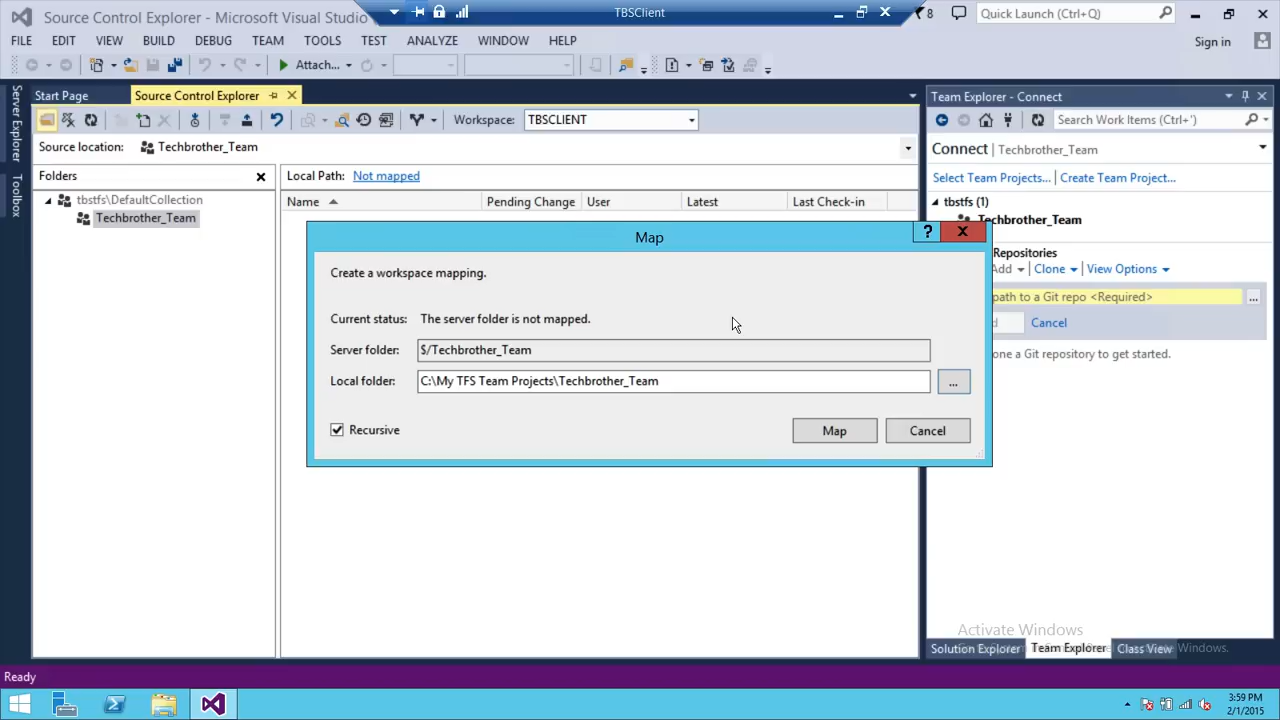 Source Control Explorer - Microsoft Visual Studio
TBSClient
8
Quick Launch (Ctrl+Q)
FILE EDIT VIEW BUILD DEBUG TEAM TOOLS TEST ANALYZE WINDOW HELP
Sign in
Attach...
Server Explorer
Toolbox
Start Page
Source Control Explorer
Workspace: TBSCLIENT
Source location: Techbrother_Team
Folders
tbstfs\DefaultCollection
Techbrother_Team
Local Path: Not mapped
Name Pending Change User Latest Last Check-in
Map
Create a workspace mapping.
Current status: The server folder is not mapped.
Server folder: $/Techbrother_Team
Local folder: C:\My TFS Team Projects\Techbrother_Team
...
Recursive
Map
Cancel
Team Explorer - Connect
Search Work Items (Ctrl+')
Connect | Techbrother_Team
Select Team Projects... Create Team Project...
tbstfs (1)
Techbrother_Team
Repositories
Add Clone View Options
path to a Git repo <Required>
...
d Cancel
one a Git repository to get started.
Activate Windows
Windows.
Solution Explorer Team Explorer Class View
Ready
3:59 PM
2/1/2015